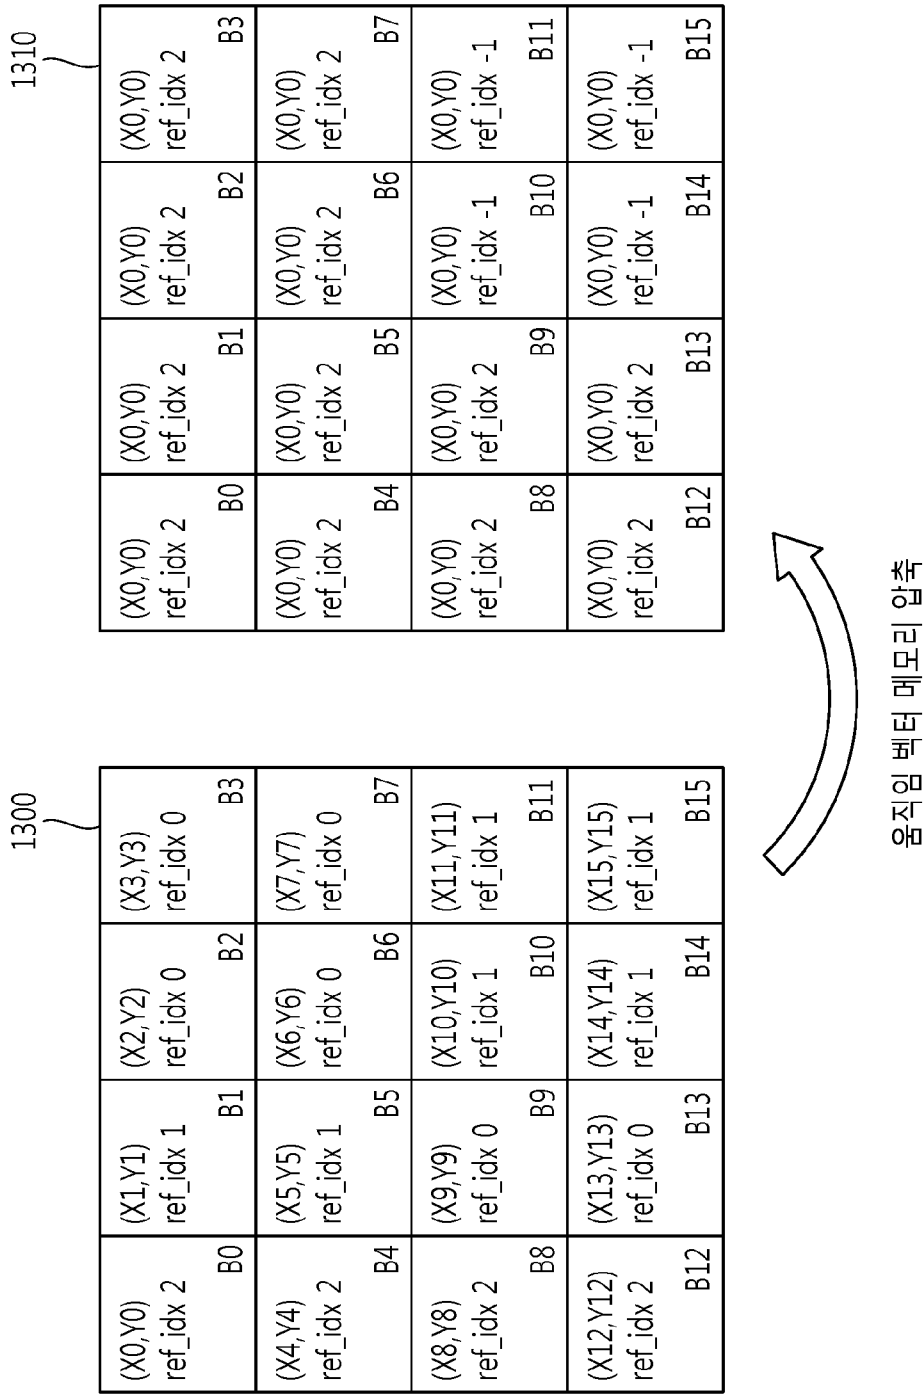 1300
(X0,Y0)
ref_idx 2
B0
(X1,Y1)
ref_idx 1
B1
(X2,Y2)
ref_idx 0
B2
(X3,Y3)
ref_idx 0
B3
(X4,Y4)
ref_idx 2
B4
(X5,Y5)
ref_idx 1
B5
(X6,Y6)
ref_idx 0
B6
(X7,Y7)
ref_idx 0
B7
(X8,Y8)
ref_idx 2
B8
(X9,Y9)
ref_idx 0
B9
(X10,Y10)
ref_idx 1
B10
(X11,Y11)
ref_idx 1
B11
(X12,Y12)
ref_idx 2
B12
(X13,Y13)
ref_idx 0
B13
(X14,Y14)
ref_idx 1
B14
(X15,Y15)
ref_idx 1
B15
1310
(X0,Y0)
ref_idx 2
B0
(X0,Y0)
ref_idx 2
B1
(X0,Y0)
ref_idx 2
B2
(X0,Y0)
ref_idx 2
B3
(X0,Y0)
ref_idx 2
B4
(X0,Y0)
ref_idx 2
B5
(X0,Y0)
ref_idx 2
B6
(X0,Y0)
ref_idx 2
B7
(X0,Y0)
ref_idx 2
B8
(X0,Y0)
ref_idx 2
B9
(X0,Y0)
ref_idx -1
B10
(X0,Y0)
ref_idx -1
B11
(X0,Y0)
ref_idx 2
B12
(X0,Y0)
ref_idx 2
B13
(X0,Y0)
ref_idx -1
B14
(X0,Y0)
ref_idx -1
B15
움직임 벡터 메모리 압축